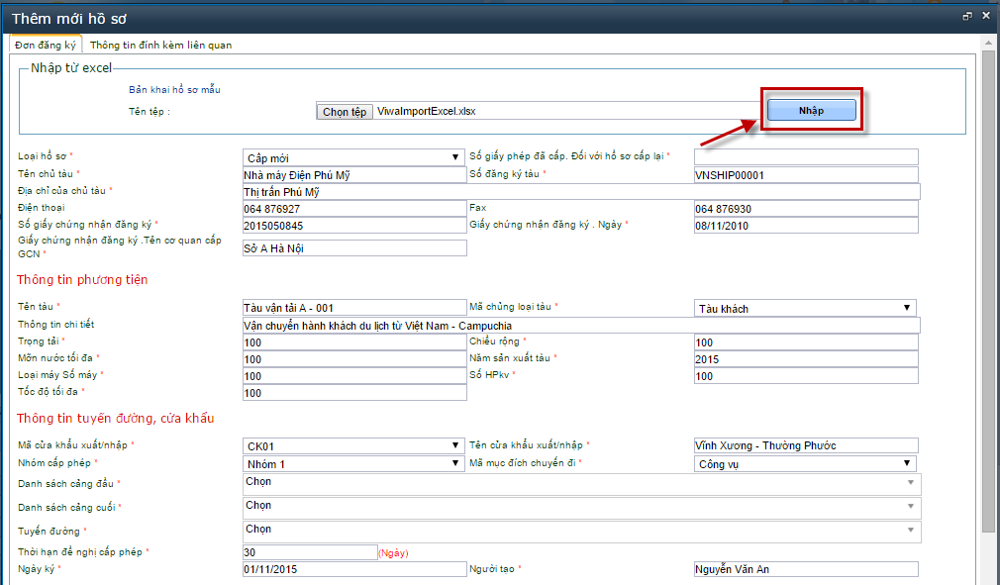 Thêm mới hồ sơ
Đơn đăng ký Thông tin đính kèm liên quan
Nhập từ excel
Bản khai hồ sơ mẫu
Tên tệp : Chọn tệp ViwaImportExcel.xlsx Nhập
Loại hồ sơ * Cấp mới Số giấy phép đã cấp. Đối với hồ sơ cấp lại *
Tên chủ tàu * Nhà máy Điện Phú Mỹ Số đăng ký tàu * VNSHIP00001
Địa chỉ của chủ tàu * Thị trấn Phú Mỹ
Điện thoại 064 876927 Fax 064 876930
Số giấy chứng nhận đăng ký * 2015050845 Giấy chứng nhận đăng ký . Ngày * 08/11/2010
Giấy chứng nhận đăng ký .Tên cơ quan cấp
GCN * Sở A Hà Nội
Thông tin phương tiện
Tên tàu * Tàu vận tải A - 001 Mã chủng loại tàu * Tàu khách
Thông tin chi tiết Vận chuyển hành khách du lịch từ Việt Nam - Campuchia
Trọng tải * 100 Chiều rộng * 100
Mỡn nước tối đa * 100 Năm sản xuất tàu * 2015
Loại máy Số máy * 100 Số HPkv * 100
Tốc độ tối đa * 100
Thông tin tuyến đường, cửa khẩu
Mã cửa khẩu xuất/nhập * CK01 Tên cửa khẩu xuất/nhập * Vĩnh Xương - Thường Phước
Nhóm cấp phép * Nhóm 1 Mã mục đích chuyến đi * Công vụ
Danh sách cảng đầu * Chọn
Danh sách cảng cuối * Chọn
Tuyến đường * Chọn
Thời hạn đề nghị cấp phép * 30 (Ngày)
Ngày ký * 01/11/2015 Người tạo * Nguyễn Văn An